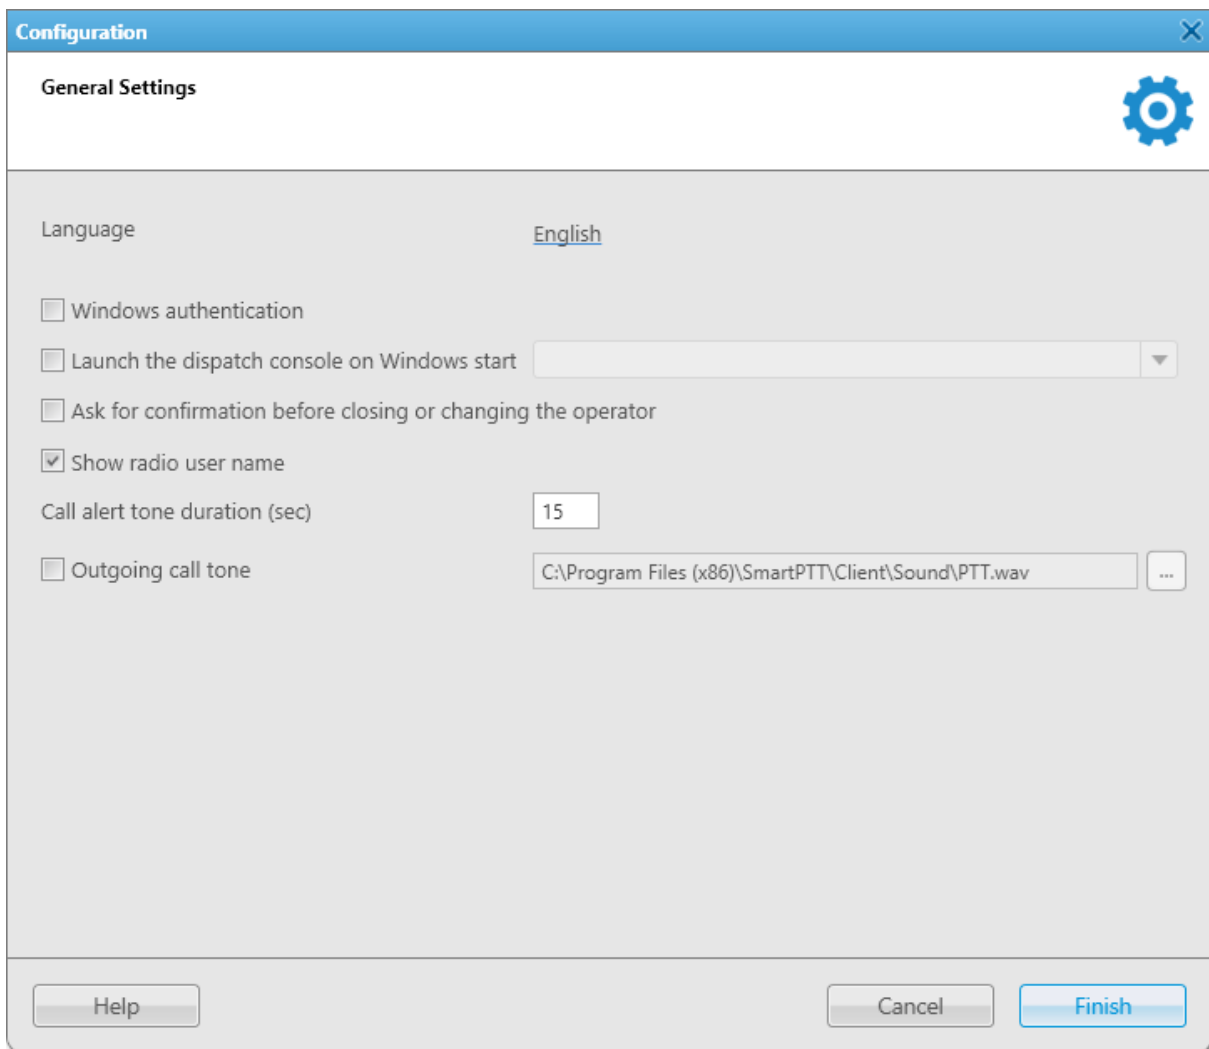 Configuration
General Settings
Language English
Windows authentication
Launch the dispatch console on Windows start
Ask for confirmation before closing or changing the operator
Show radio user name
Call alert tone duration (sec) 15
Outgoing call tone C:\Program Files (x86)\SmartPTT\Client\Sound\PTT.wav ...
Help Cancel Finish